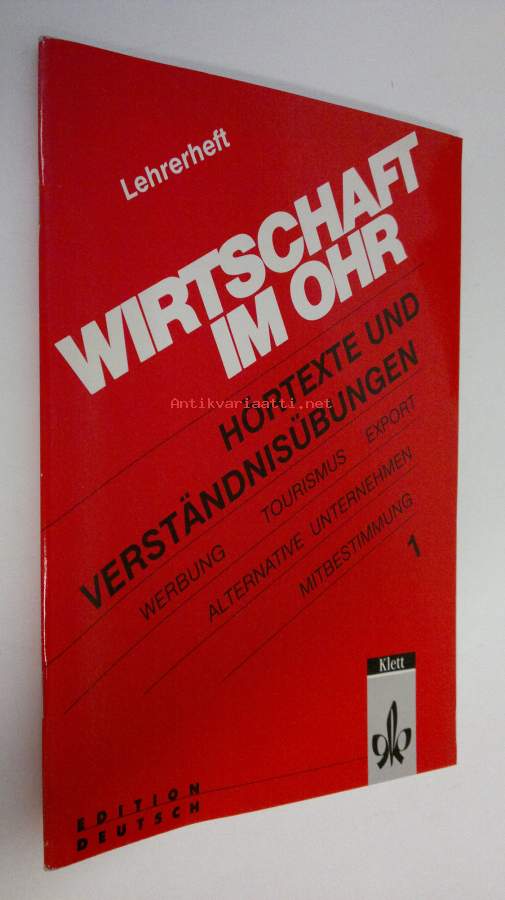 Lehrerheft
WIRTSCHAFT
IM OHR
HÖRTEXTE UND
VERSTÄNDNISÜBUNGEN
WERBUNG TOURISMUS EXPORT
ALTERNATIVE UNTERNEHMEN
MITBESTIMMUNG
1
Klett
EDITION
DEUTSCH
Antikvariaatti.net